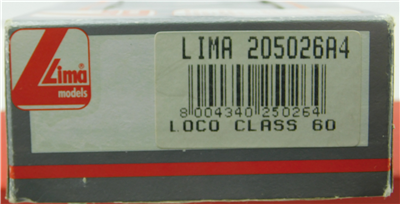 Lima
models
LIMA 205026A4
8 004340 250264
LOCO CLASS 60